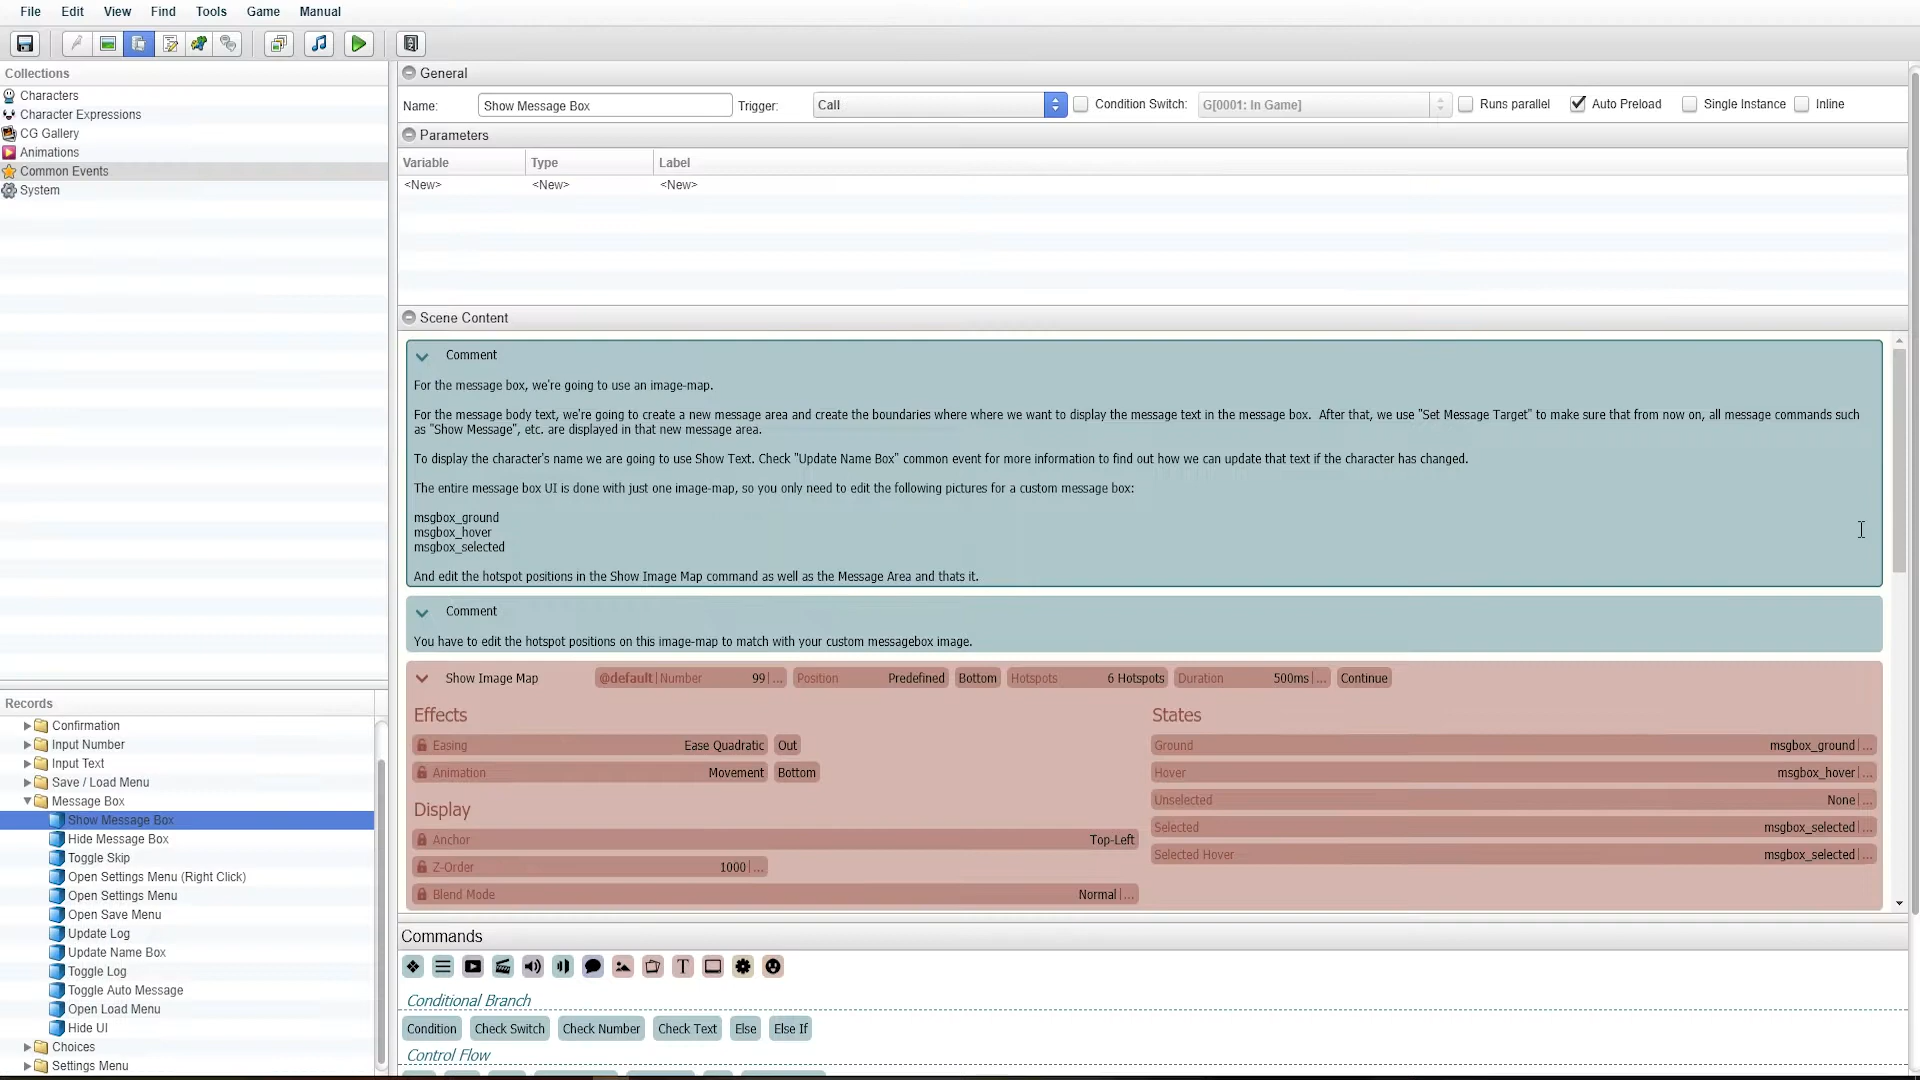 File Edit View Find Tools Game Manual
Collections
Characters
Character Expressions
CG Gallery
Animations
Common Events
System
General
Name: Show Message Box Trigger: Call Condition Switch: G[0001: In Game] Runs parallel Auto Preload Single Instance Inline
Parameters
Variable Type Label
<New> <New> <New>
Scene Content
Comment
For the message box, we're going to use an image-map.
For the message body text, we're going to create a new message area and create the boundaries where where we want to display the message text in the message box. After that, we use "Set Message Target" to make sure that from now on, all message commands such
as "Show Message", etc. are displayed in that new message area.
To display the character's name we are going to use Show Text. Check "Update Name Box" common event for more information to find out how we can update that text if the character has changed.
The entire message box UI is done with just one image-map, so you only need to edit the following pictures for a custom message box:
msgbox_ground
msgbox_hover
msgbox_selected
And edit the hotspot positions in the Show Image Map command as well as the Message Area and thats it.
Comment
You have to edit the hotspot positions on this image-map to match with your custom messagebox image.
Show Image Map @default Number 99 ... Position Predefined Bottom Hotspots 6 Hotspots Duration 500ms ... Continue
Effects
Easing Ease Quadratic Out
Animation Movement Bottom
Display
Anchor Top-Left
Z-Order 1000 ...
Blend Mode Normal ...
States
Ground msgbox_ground ...
Hover msgbox_hover ...
Unselected None ...
Selected msgbox_selected ...
Selected Hover msgbox_selected ...
Records
Confirmation
Input Number
Input Text
Save / Load Menu
Message Box
Show Message Box
Hide Message Box
Toggle Skip
Open Settings Menu (Right Click)
Open Settings Menu
Open Save Menu
Update Log
Update Name Box
Toggle Log
Toggle Auto Message
Open Load Menu
Hide UI
Choices
Settings Menu
Commands
T
Conditional Branch
Condition Check Switch Check Number Check Text Else Else If
Control Flow